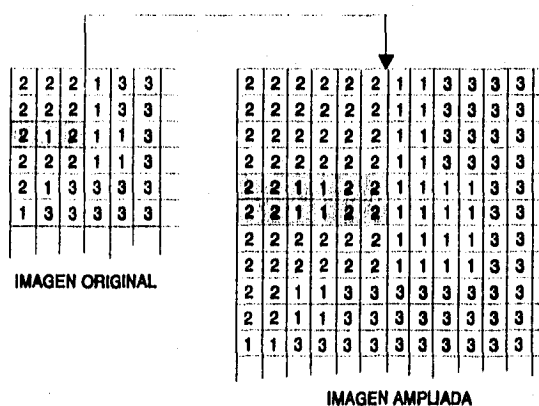 2 2 2 1 3 3
2 2 2 1 3 3
2 1 2 1 1 3
2 2 2 1 1 3
2 1 3 3 3 3
1 3 3 3 3 3
IMAGEN ORIGINAL
2 2 2 2 2 2 1 1 3 3 3 3
2 2 2 2 2 2 1 1 3 3 3 3
2 2 2 2 2 2 1 1 3 3 3 3
2 2 2 2 2 2 1 1 3 3 3 3
2 2 1 1 2 2 1 1 1 1 3 3
2 2 1 1 2 2 1 1 1 1 3 3
2 2 2 2 2 2 1 1 1 1 3 3
2 2 2 2 2 2 1 1 1 1 3 3
2 2 1 1 3 3 3 3 3 3 3 3
2 2 1 1 3 3 3 3 3 3 3 3
1 1 3 3 3 3 3 3 3 3 3 3
IMAGEN AMPLIADA